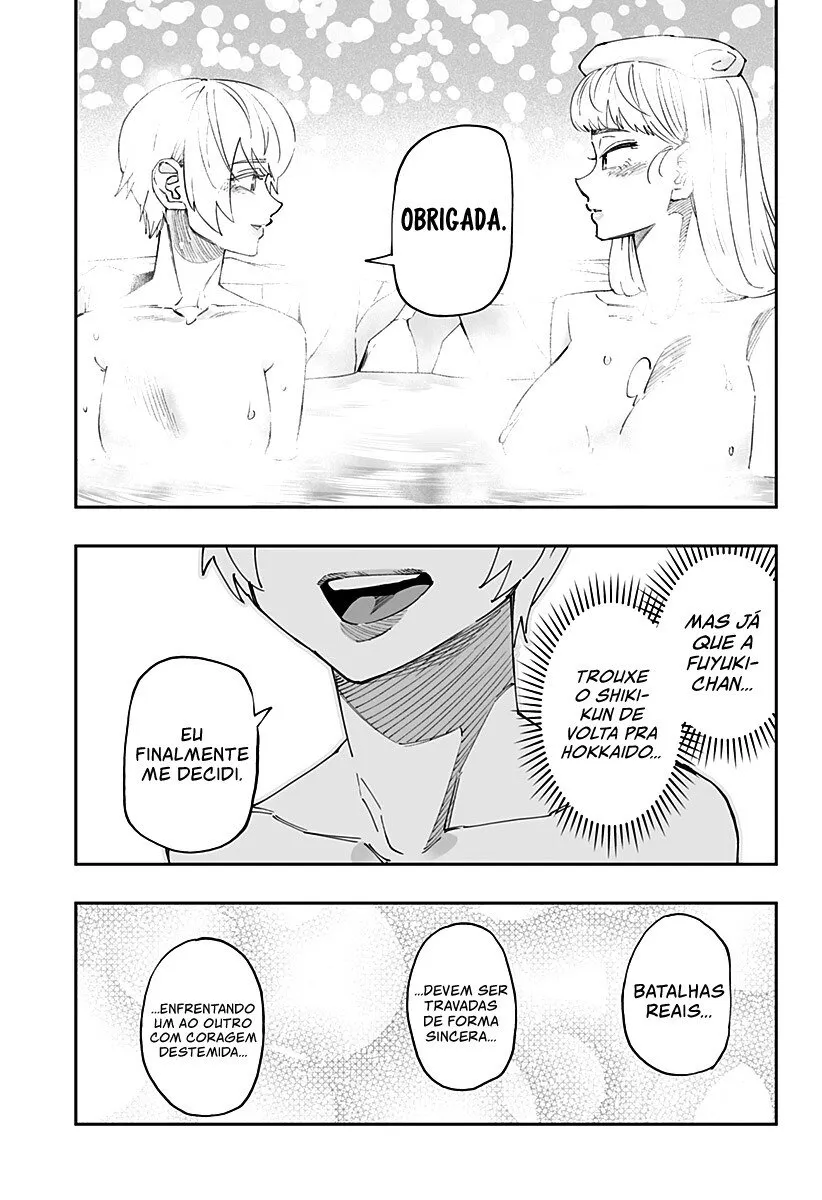 OBRIGADA.
MAS JÁ
QUE A
FUYUKI-
CHAN...
TROUXE
O SHIKI-
KUN DE
VOLTA PRA
HOKKAIDO...
EU
FINALMENTE
ME DECIDI.
BATALHAS
REAIS...
...DEVEM SER
TRAVADAS
DE FORMA
SINCERA...
...ENFRENTANDO
UM AO OUTRO
COM CORAGEM
DESTEMIDA...